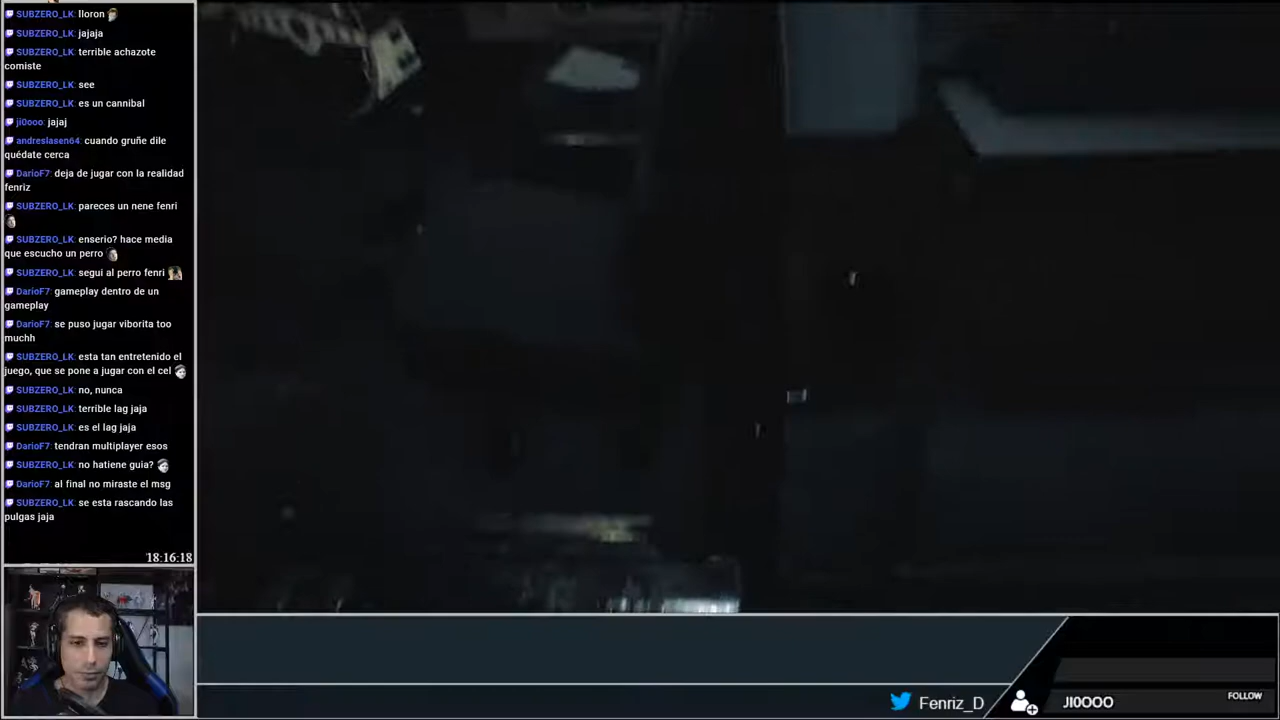 SUBZERO_LK: lloron
SUBZERO_LK: jajaja
SUBZERO_LK: terrible achazote
comiste
SUBZERO_LK: see
SUBZERO_LK: es un cannibal
ji0ooo: jajaj
andreslasen64: cuando gruñe dile
quédate cerca
DarioF7: deja de jugar con la realidad
fenriz
SUBZERO_LK: pareces un nene fenri
SUBZERO_LK: enserio? hace media
que escucho un perro
SUBZERO_LK: segui al perro fenri
DarioF7: gameplay dentro de un
gameplay
DarioF7: se puso jugar viborita too
muchh
SUBZERO_LK: esta tan entretenido el
juego, que se pone a jugar con el cel
SUBZERO_LK: no, nunca
SUBZERO_LK: terrible lag jaja
SUBZERO_LK: es el lag jaja
DarioF7: tendran multiplayer esos
SUBZERO_LK: no hatiene guia?
DarioF7: al final no miraste el msg
SUBZERO_LK: se esta rascando las
pulgas jaja
18:16:18
Fenriz_D
JI0OOO
FOLLOW